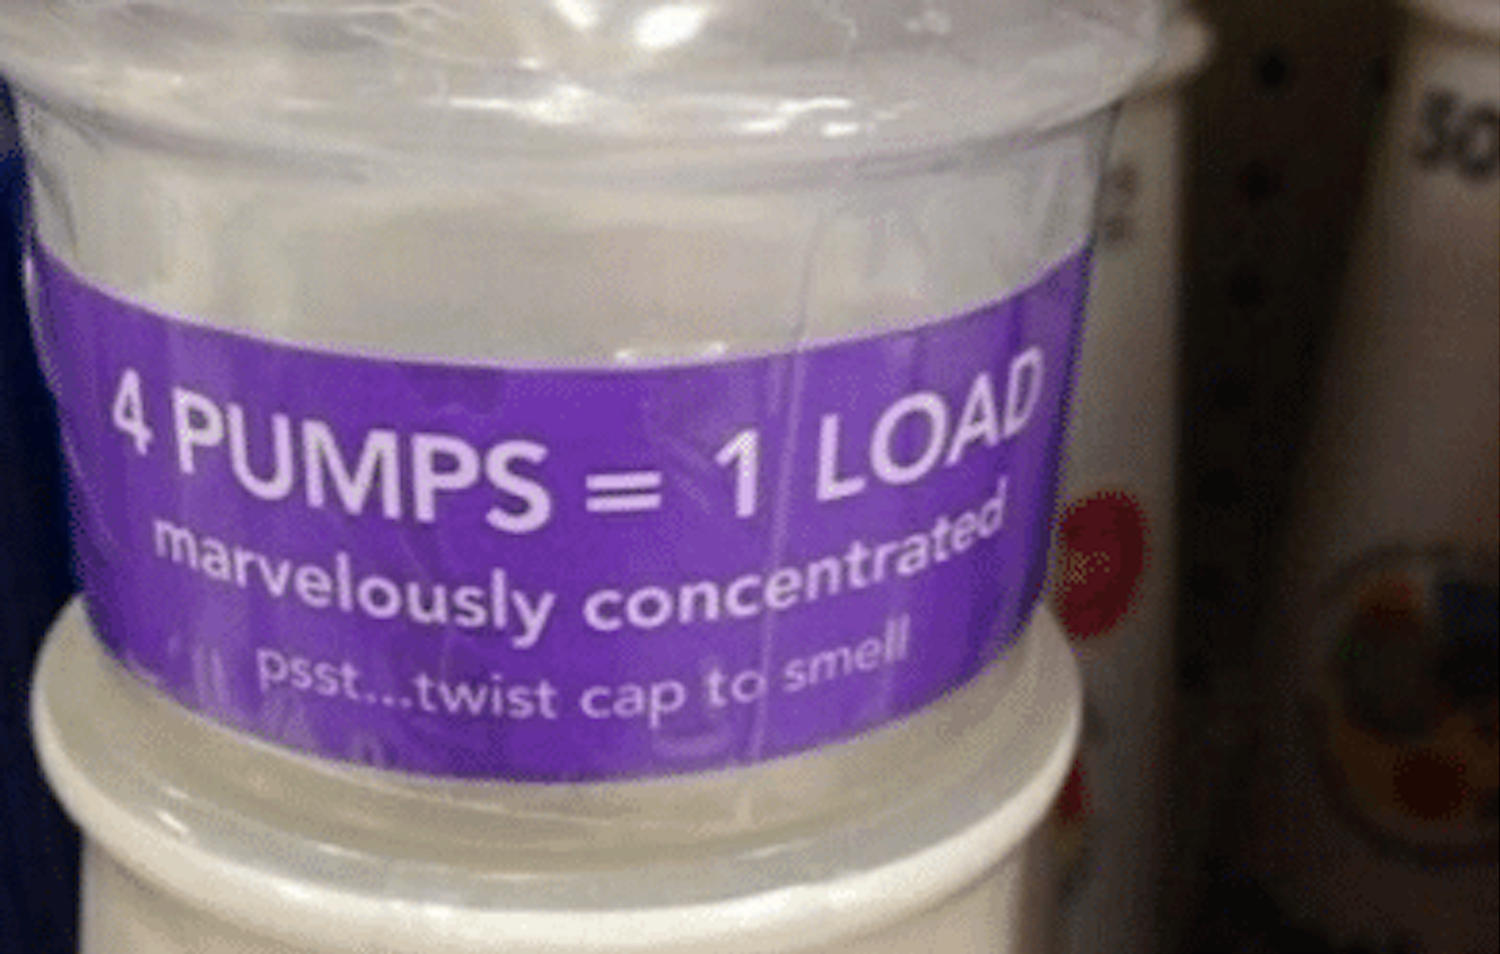 4 PUMPS = 1 LOAD
marvelously concentrated
psst...twist cap to smell